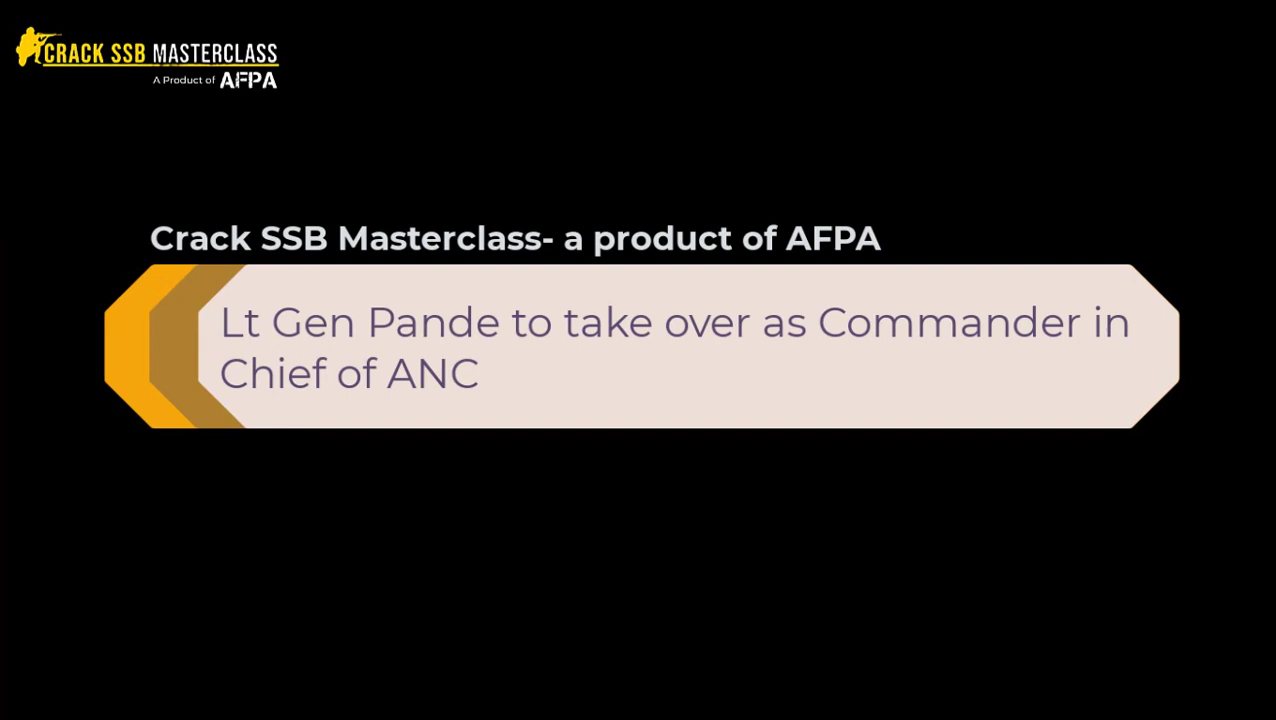 CRACK SSB MASTERCLASS
A Product of AFPA
Crack SSB Masterclass- a product of AFPA
Lt Gen Pande to take over as Commander in
Chief of ANC